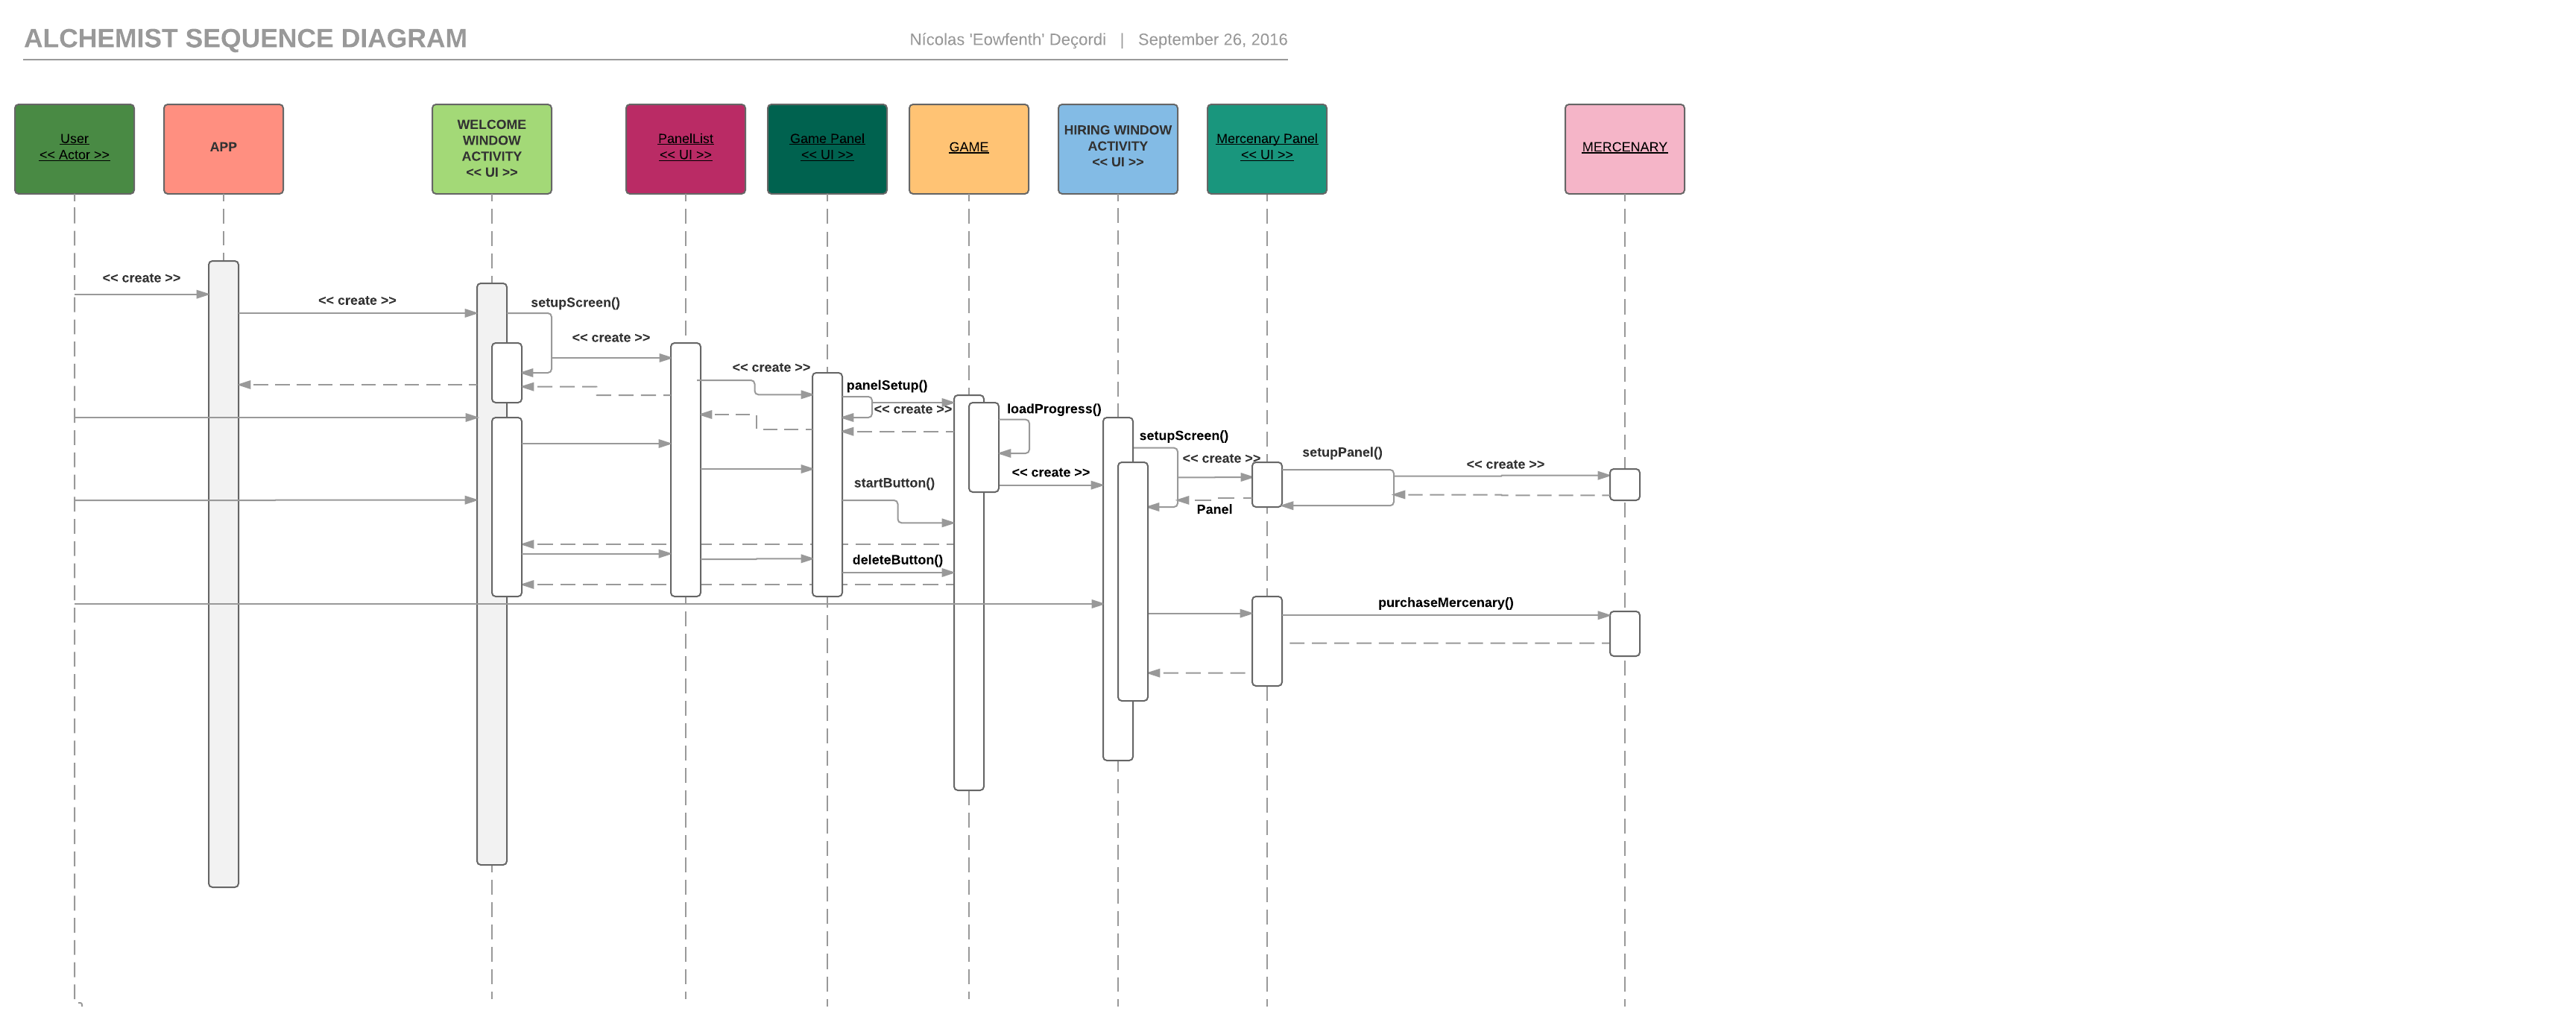 ALCHEMIST SEQUENCE DIAGRAM
Nícolas 'Eowfenth' Deçordi | September 26, 2016
User
<< Actor >>
APP
WELCOME
WINDOW
ACTIVITY
<< UI >>
PanelList
<< UI >>
Game Panel
<< UI >>
GAME
HIRING WINDOW
ACTIVITY
<< UI >>
Mercenary Panel
<< UI >>
MERCENARY
<< create >>
<< create >>
setupScreen()
<< create >>
<< create >>
panelSetup()
<< create >>
loadProgress()
setupScreen()
<< create >>
setupPanel()
<< create >>
<< create >>
startButton()
Panel
deleteButton()
purchaseMercenary()